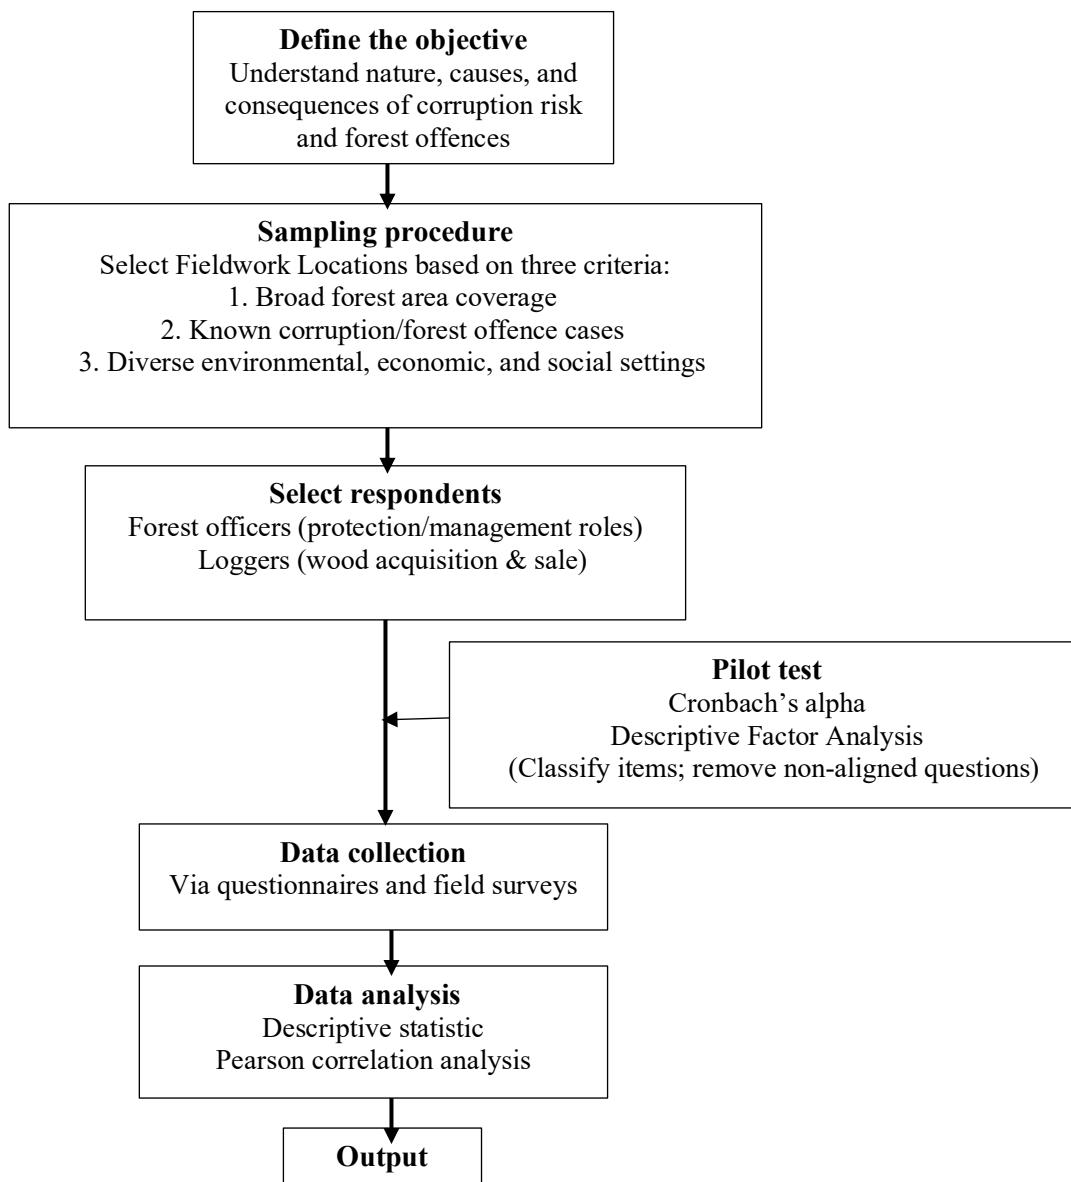 Define the objective
Understand nature, causes, and
consequences of corruption risk
and forest offences
Sampling procedure
Select Fieldwork Locations based on three criteria:
1. Broad forest area coverage
2. Known corruption/forest offence cases
3. Diverse environmental, economic, and social settings
Select respondents
Forest officers (protection/management roles)
Loggers (wood acquisition & sale)
Pilot test
Cronbach’s alpha
Descriptive Factor Analysis
(Classify items; remove non-aligned questions)
Data collection
Via questionnaires and field surveys
Data analysis
Descriptive statistic
Pearson correlation analysis
Output